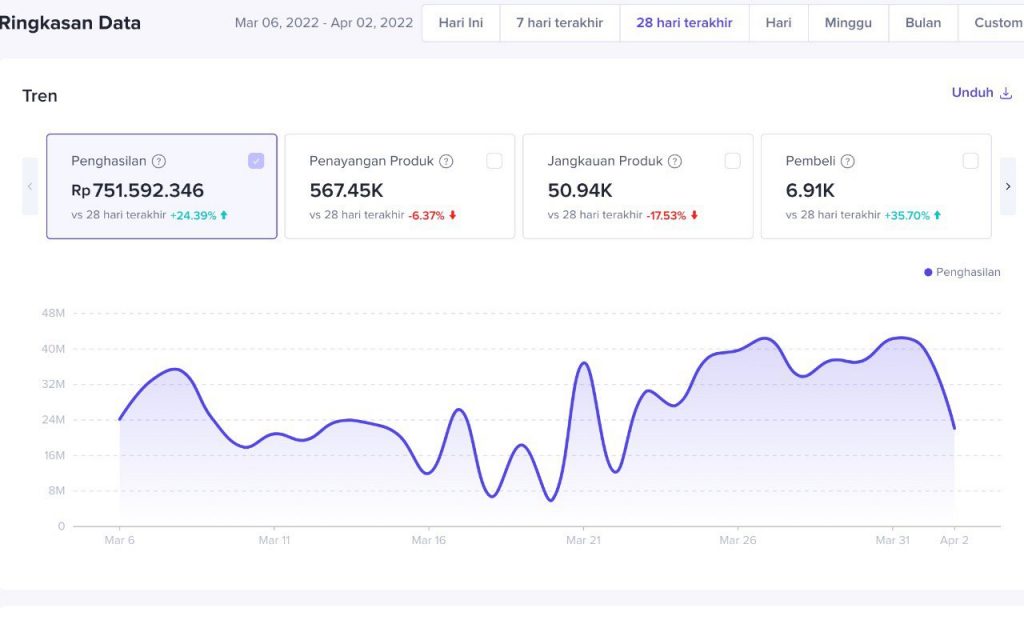 Ringkasan Data
Mar 06, 2022 - Apr 02, 2022
Hari Ini
7 hari terakhir
28 hari terakhir
Hari
Minggu
Bulan
Custom
Tren
Unduh
Penghasilan ?
Rp751.592.346
vs 28 hari terakhir +24.39%
Penayangan Produk ?
567.45K
vs 28 hari terakhir -6.37%
Jangkauan Produk ?
50.94K
vs 28 hari terakhir -17.53%
Pembeli ?
6.91K
vs 28 hari terakhir +35.70%
Penghasilan
48M
40M
32M
24M
16M
8M
0
Mar 6
Mar 11
Mar 16
Mar 21
Mar 26
Mar 31
Apr 2